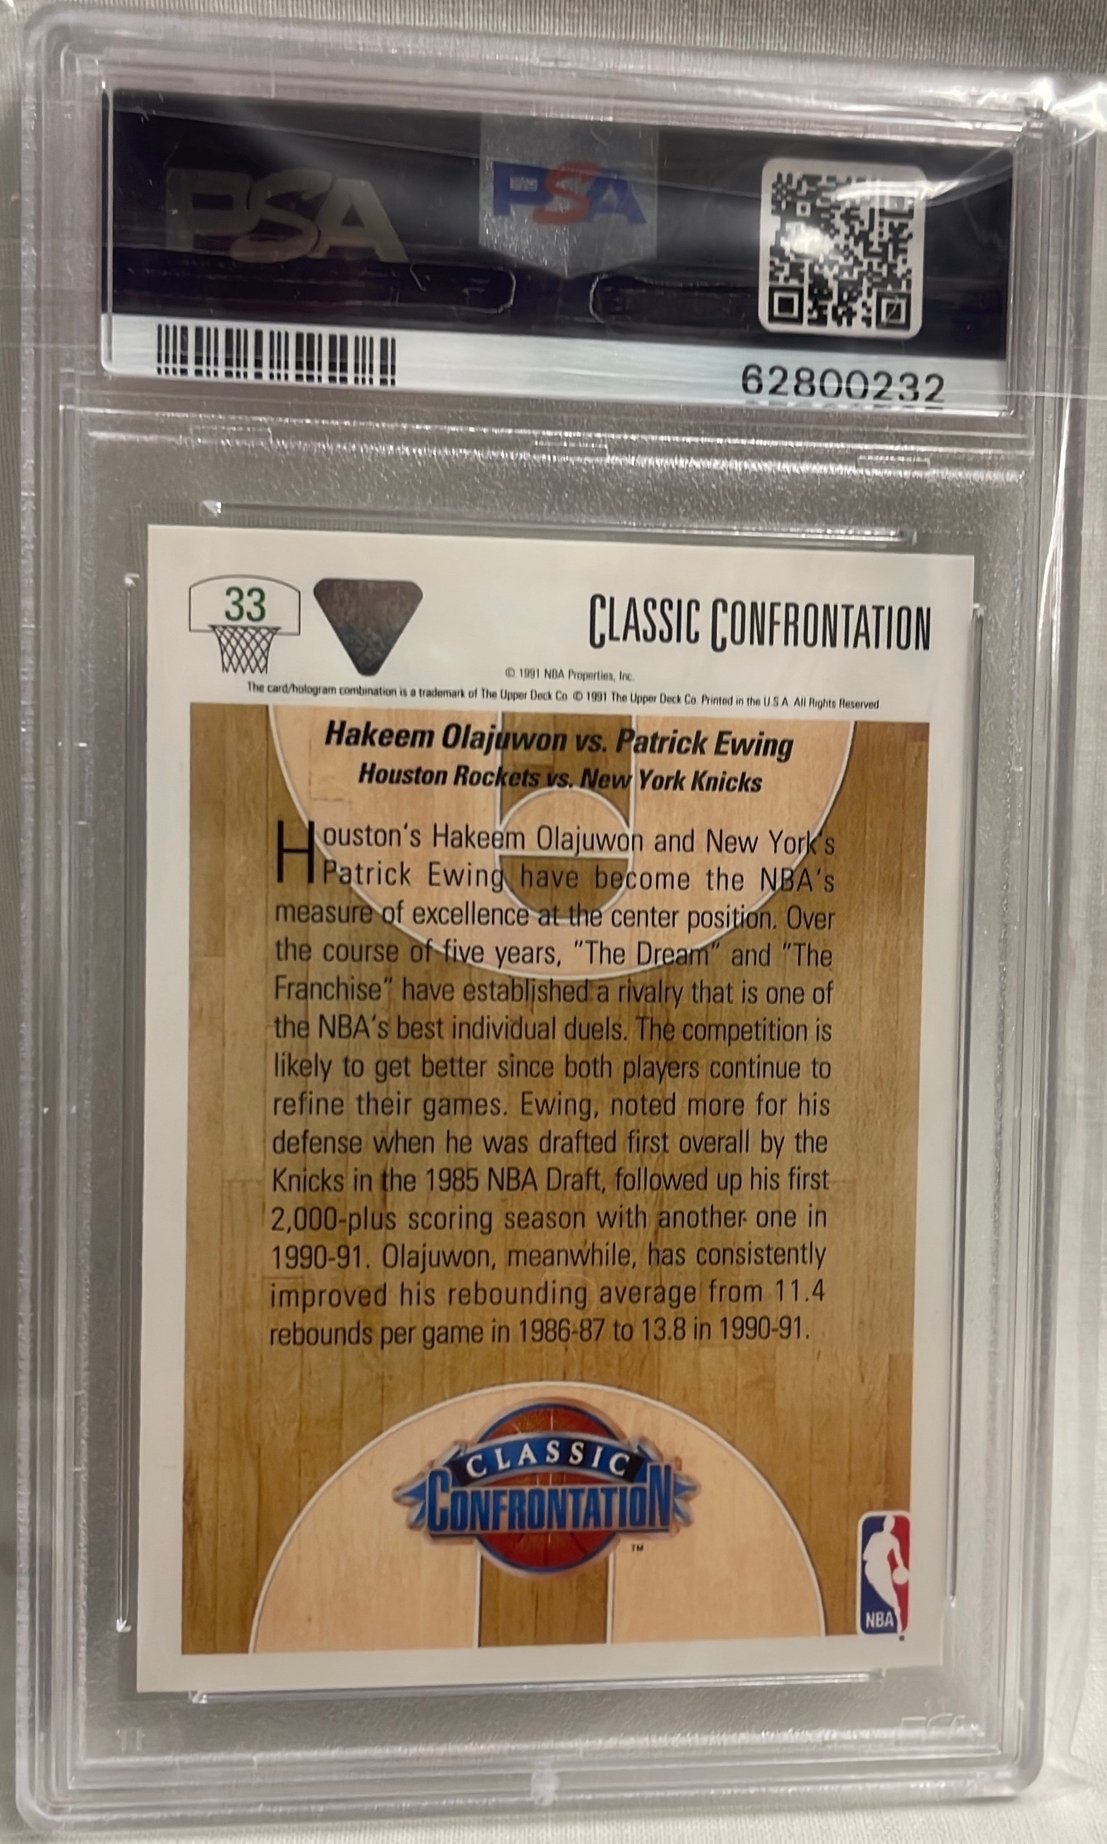 PSA
PSA
62800232
33
CLASSIC CONFRONTATION
© 1991 NBA Properties, Inc.
The card/hologram combination is a trademark of The Upper Deck Co. © 1991 The Upper Deck Co. Printed in the U.S.A. All Rights Reserved
Hakeem Olajuwon vs. Patrick Ewing
Houston Rockets vs. New York Knicks
Houston's Hakeem Olajuwon and New York's
Patrick Ewing have become the NBA's
measure of excellence at the center position. Over
the course of five years, "The Dream" and "The
Franchise" have established a rivalry that is one of
the NBA's best individual duels. The competition is
likely to get better since both players continue to
refine their games. Ewing, noted more for his
defense when he was drafted first overall by the
Knicks in the 1985 NBA Draft, followed up his first
2,000-plus scoring season with another one in
1990-91. Olajuwon, meanwhile, has consistently
improved his rebounding average from 11.4
rebounds per game in 1986-87 to 13.8 in 1990-91.
CLASSIC
CONFRONTATION
TM
NBA